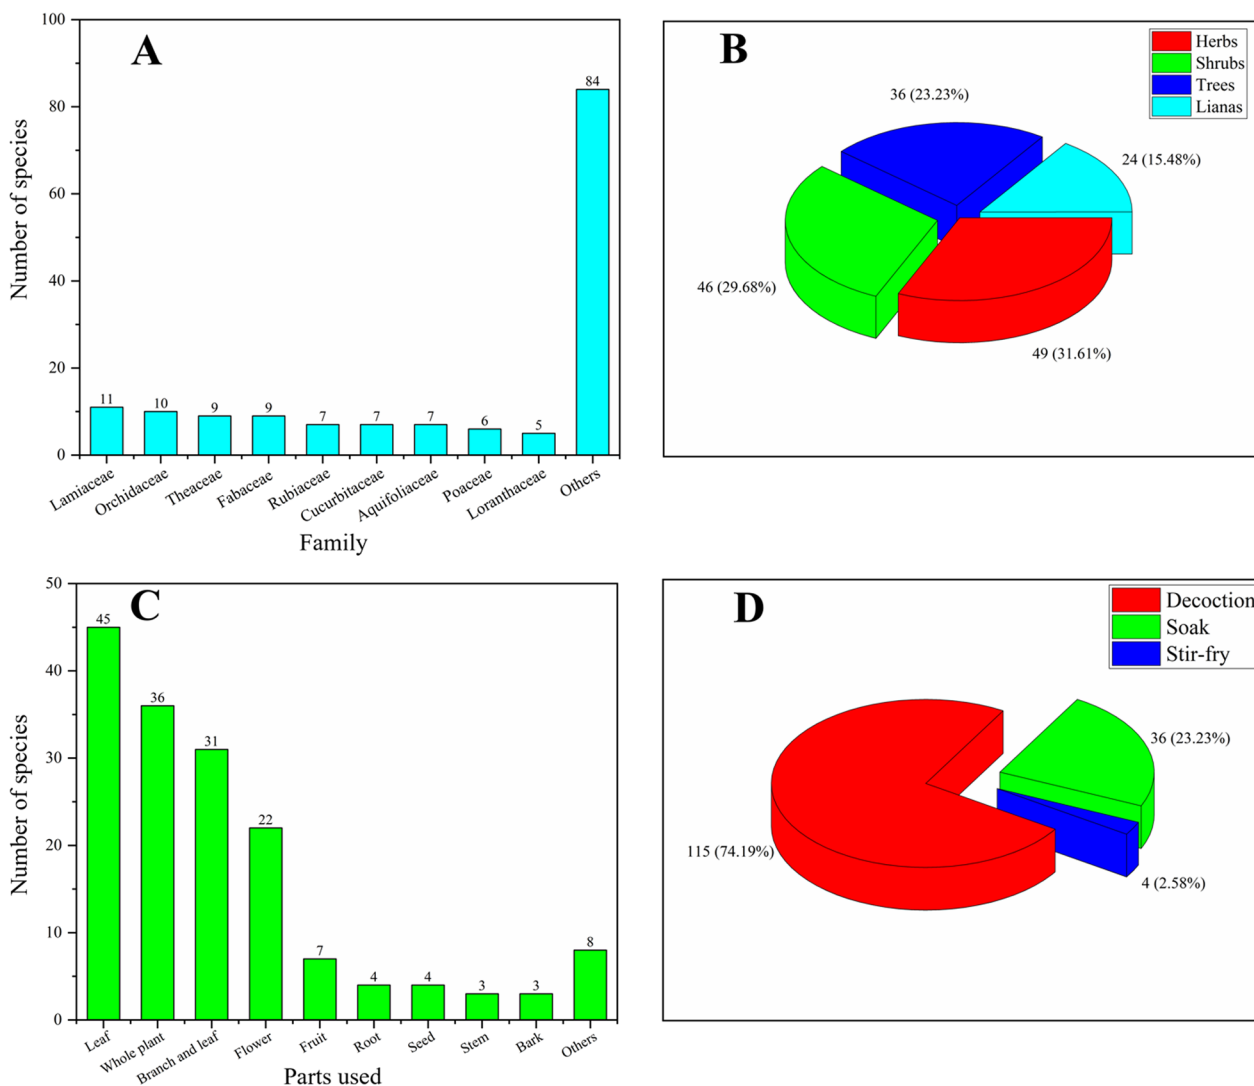 A
100
80
60
40
20
0
Number of species
11
10
9
9
7
7
7
6
5
84
Lamiaceae
Orchidaceae
Theaceae
Fabaceae
Rubiaceae
Cucurbitaceae
Aquifoliaceae
Poaceae
Loranthaceae
Others
Family
B
Herbs
Shrubs
Trees
Lianas
36 (23.23%)
24 (15.48%)
46 (29.68%)
49 (31.61%)
C
50
40
30
20
10
0
Number of species
45
36
31
22
7
4
4
3
3
8
Leaf
Whole plant
Branch and leaf
Flower
Fruit
Root
Seed
Stem
Bark
Others
Parts used
D
Decoction
Soak
Stir-fry
36 (23.23%)
115 (74.19%)
4 (2.58%)